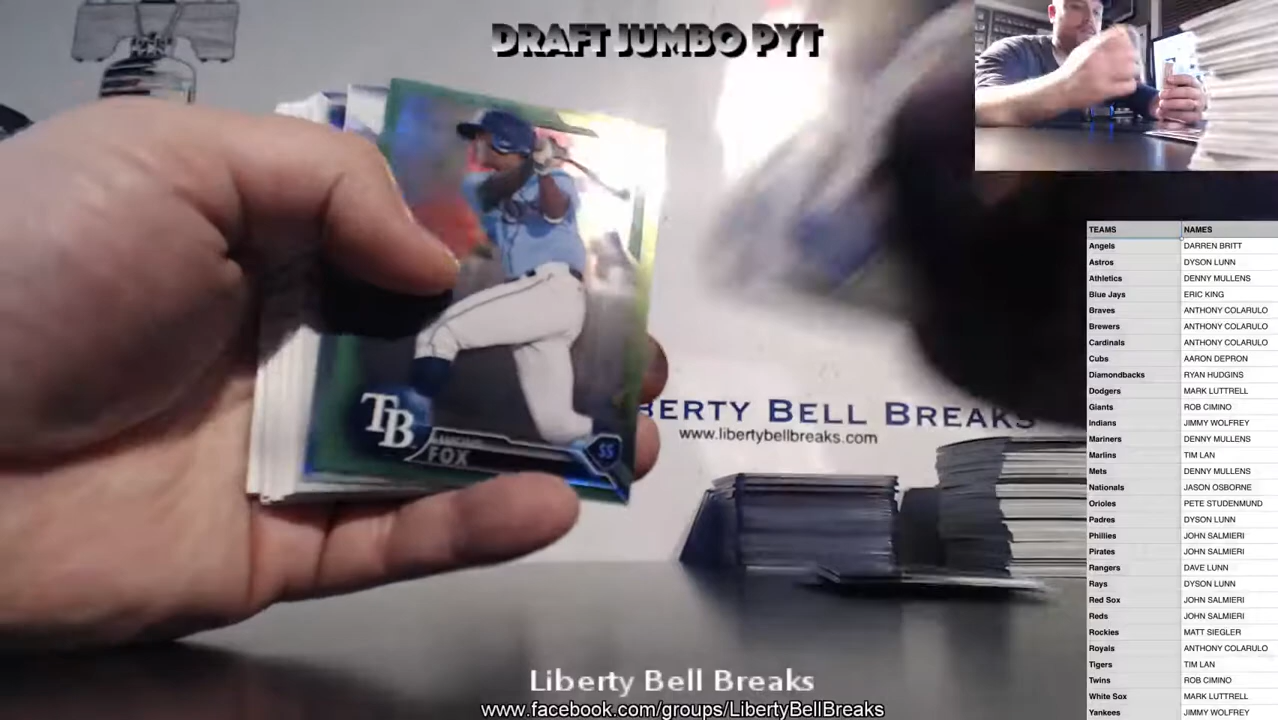 DRAFT JUMBO PYT
TB
FOX
SS
BERTY BELL BREAKS
www.libertybellbreaks.com
TEAMS NAMES
Angels DARREN BRITT
Astros DYSON LUNN
Athletics DENNY MULLENS
Blue Jays ERIC KING
Braves ANTHONY COLARULO
Brewers ANTHONY COLARULO
Cardinals ANTHONY COLARULO
Cubs AARON DEPRON
Diamondbacks RYAN HUDGINS
Dodgers MARK LUTTRELL
Giants ROB CIMINO
Indians JIMMY WOLFREY
Mariners DENNY MULLENS
Marlins TIM LAN
Mets DENNY MULLENS
Nationals JASON OSBORNE
Orioles PETE STUDENMUND
Padres DYSON LUNN
Phillies JOHN SALMIERI
Pirates JOHN SALMIERI
Rangers DAVE LUNN
Rays DYSON LUNN
Red Sox JOHN SALMIERI
Reds JOHN SALMIERI
Rockies MATT SIEGLER
Royals ANTHONY COLARULO
Tigers TIM LAN
Twins ROB CIMINO
White Sox MARK LUTTRELL
Yankees JIMMY WOLFREY
Liberty Bell Breaks
www.facebook.com/groups/LibertyBellBreaks